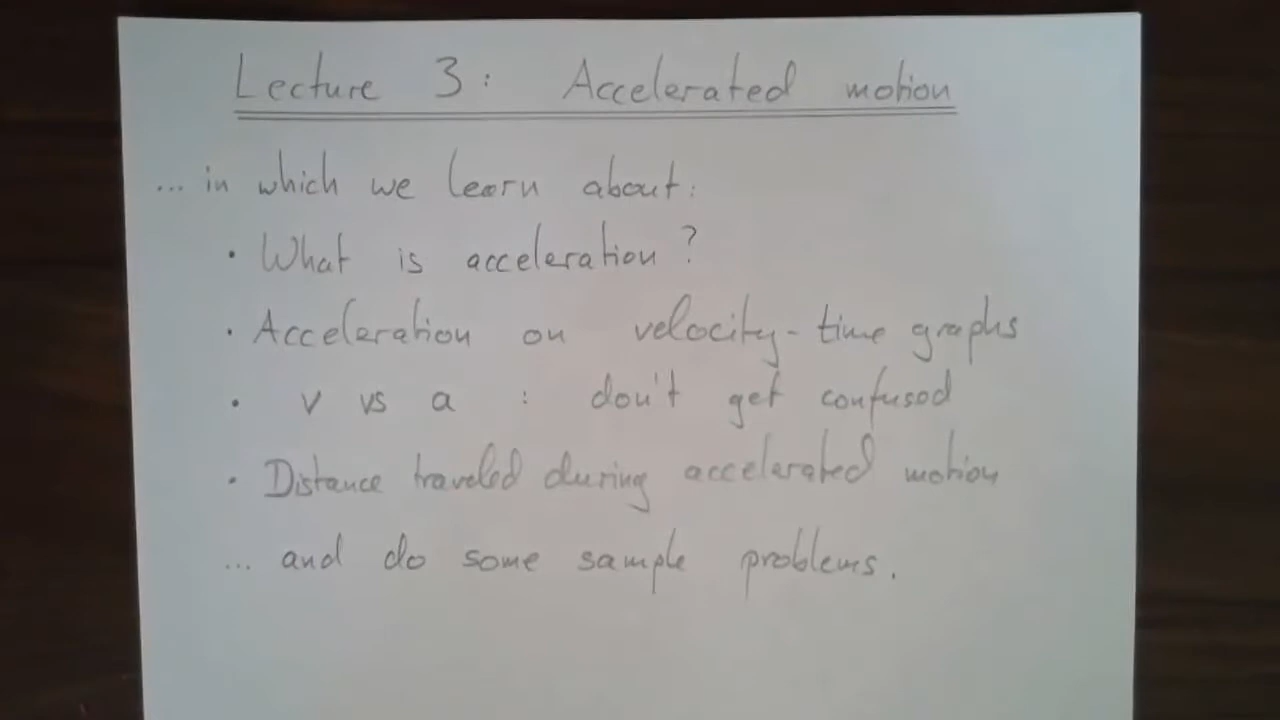 Lecture 3: Accelerated motion
... in which we learn about:
· What is acceleration?
· Acceleration on velocity-time graphs
· v vs a : don't get confused
· Distance traveled during accelerated motion
... and do some sample problems.